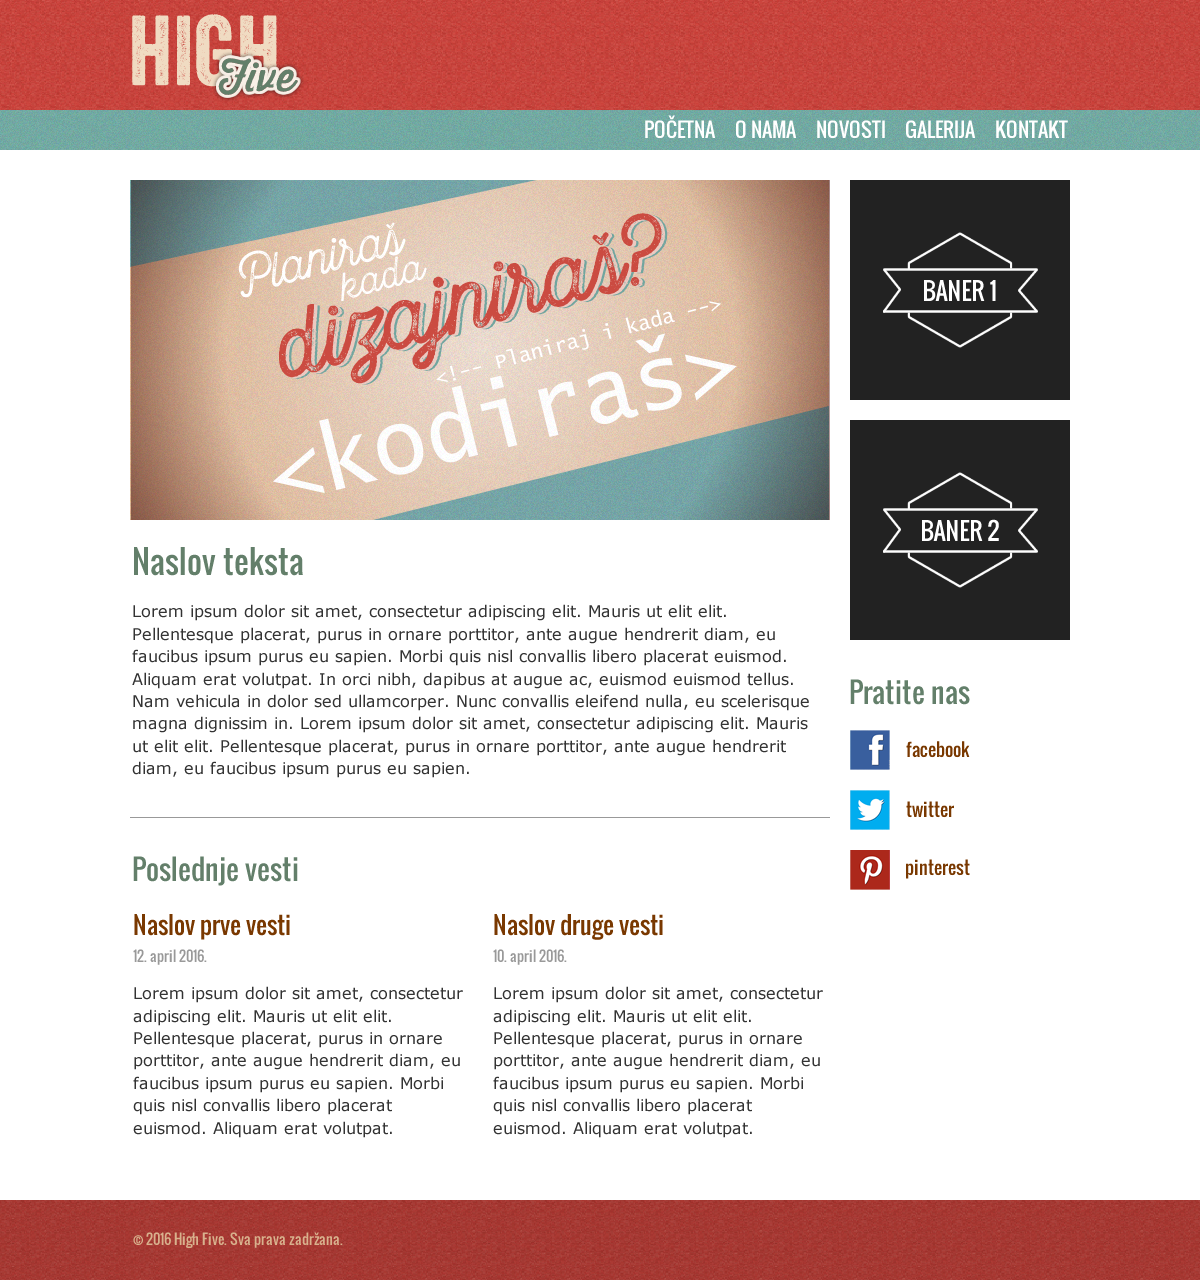 HIGH
Five
POČETNA O NAMA NOVOSTI GALERIJA KONTAKT
Planiraš
kada
dizajniraš?
<!-- Planiraj i kada -->
<kodiraš>
BANER 1
BANER 2
Naslov teksta
Lorem ipsum dolor sit amet, consectetur adipiscing elit. Mauris ut elit elit.
Pellentesque placerat, purus in ornare porttitor, ante augue hendrerit diam, eu
faucibus ipsum purus eu sapien. Morbi quis nisl convallis libero placerat euismod.
Aliquam erat volutpat. In orci nibh, dapibus at augue ac, euismod euismod tellus.
Nam vehicula in dolor sed ullamcorper. Nunc convallis eleifend nulla, eu scelerisque
magna dignissim in. Lorem ipsum dolor sit amet, consectetur adipiscing elit. Mauris
ut elit elit. Pellentesque placerat, purus in ornare porttitor, ante augue hendrerit
diam, eu faucibus ipsum purus eu sapien.
Pratite nas
facebook
twitter
pinterest
Poslednje vesti
Naslov prve vesti
12. april 2016.
Lorem ipsum dolor sit amet, consectetur
adipiscing elit. Mauris ut elit elit.
Pellentesque placerat, purus in ornare
porttitor, ante augue hendrerit diam, eu
faucibus ipsum purus eu sapien. Morbi
quis nisl convallis libero placerat
euismod. Aliquam erat volutpat.
Naslov druge vesti
10. april 2016.
Lorem ipsum dolor sit amet, consectetur
adipiscing elit. Mauris ut elit elit.
Pellentesque placerat, purus in ornare
porttitor, ante augue hendrerit diam, eu
faucibus ipsum purus eu sapien. Morbi
quis nisl convallis libero placerat
euismod. Aliquam erat volutpat.
© 2016 High Five. Sva prava zadržana.